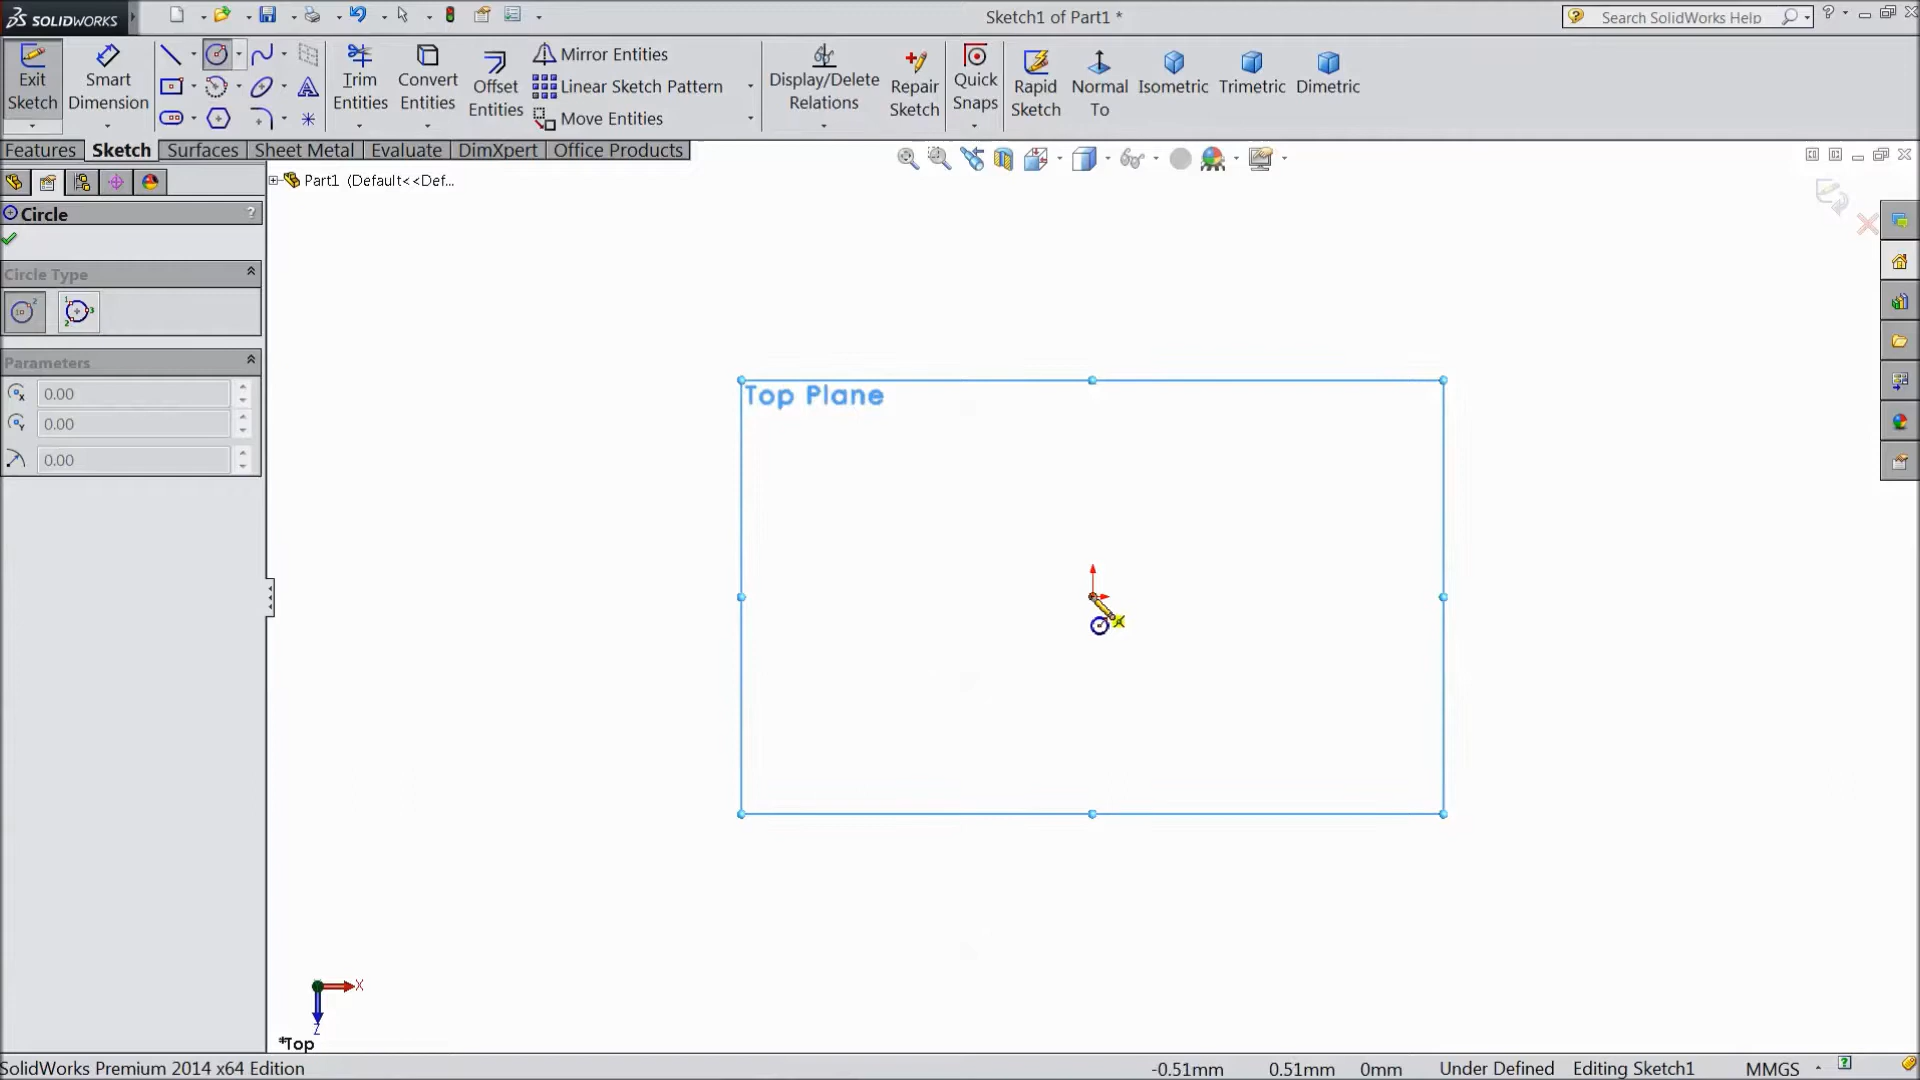 SOLIDWORKS
Sketch1 of Part1 *
Search SolidWorks Help
Exit Sketch
Smart Dimension
Trim Entities
Convert Entities
Offset Entities
Mirror Entities
Linear Sketch Pattern
Move Entities
Display/Delete Relations
Repair Sketch
Quick Snaps
Rapid Sketch
Normal To
Isometric
Trimetric
Dimetric
Features
Sketch
Surfaces
Sheet Metal
Evaluate
DimXpert
Office Products
Part1 (Default<<Def...
Circle
?
Circle Type
Parameters
0.00
0.00
0.00
Top Plane
X
Z
*Top
SolidWorks Premium 2014 x64 Edition
-0.51mm
0.51mm
0mm
Under Defined
Editing Sketch1
MMGS